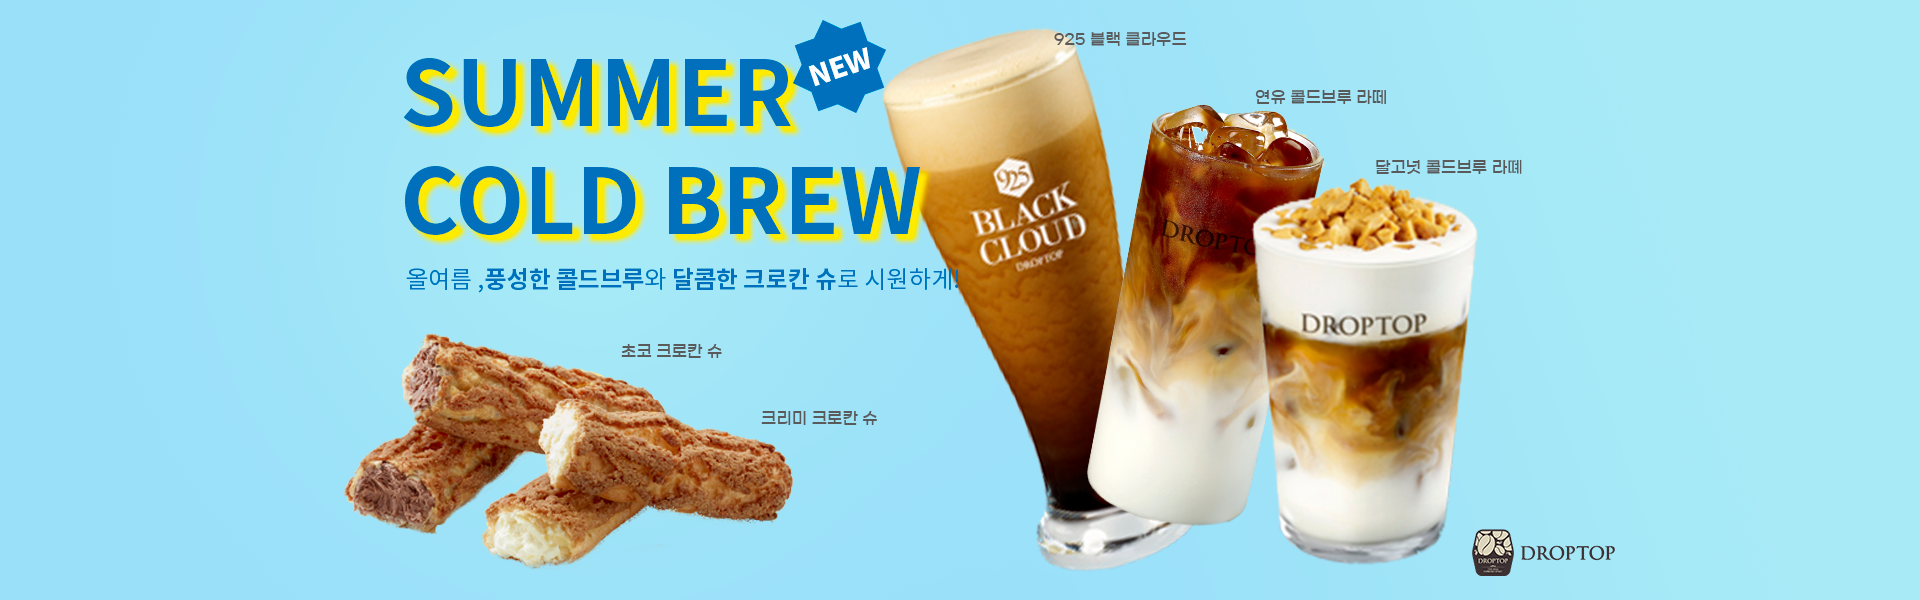 SUMMER
NEW
COLD BREW
올여름 ,풍성한 콜드브루와 달콤한 크로칸 슈로 시원하게!
초코 크로칸 슈
크리미 크로칸 슈
925 블랙 클라우드
연유 콜드브루 라떼
달고넛 콜드브루 라떼
925
BLACK
CLOUD
DROPTOP
DROPTO
DROPTOP
DROPTOP
DROPTOP